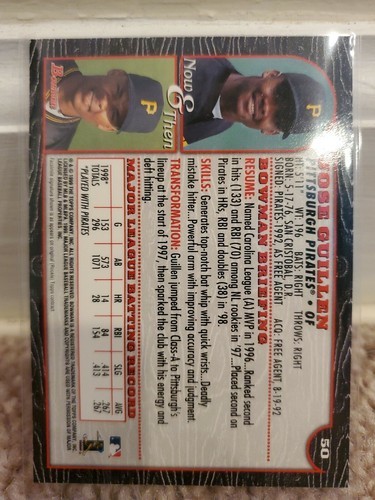 50
JOSE GUILLEN
PITTSBURGH PIRATES • OF
HT: 5'11" WT: 196 BATS: RIGHT THROWS: RIGHT
BORN: 5-17-76, SAN CRISTOBAL, D.R.
SIGNED: PIRATES-1992, AS FREE AGENT ACQ: FREE AGENT, 8-19-92
BOWMAN BRIEFING
RESUME: Named Carolina League (A) MVP in 1996...Ranked second
in hits (133) and RBI (70) among NL rookies in '97...Placed second on
Pirates in HRs, RBI and doubles (38) in '98.
SKILLS: Generates top-notch bat whip with quick wrists...Deadly
mistake hitter...Powerful arm with improving accuracy and judgment.
TRANSFORMATION: Guillen jumped from Class-A to Pittsburgh's
lineup at the start of 1997, then sparked the club with his energy and
deft hitting.
MAJOR LEAGUE BATTING RECORD
G AB HR RBI SLG AVG
1998* 153 573 14 84 .414 .267
TOTALS 296 1071 28 154 .413 .267
*PLAYED WITH PIRATES
Now & Then
P
P
Bowman